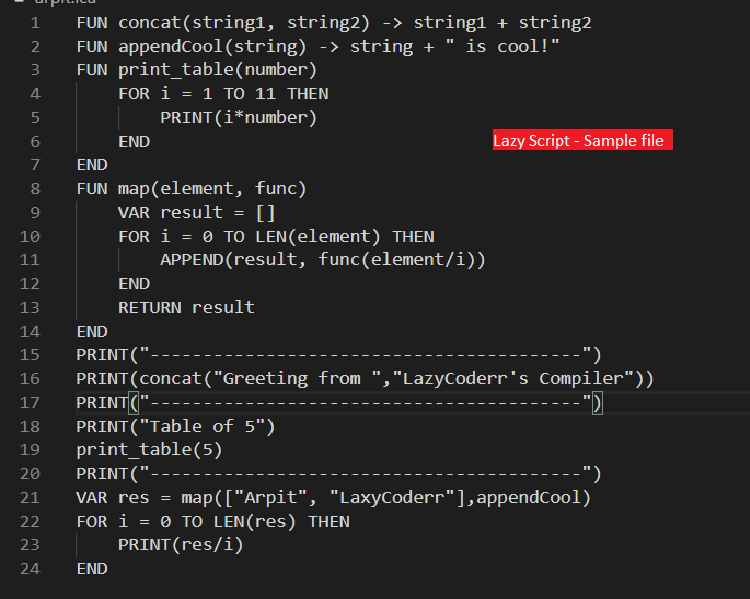 arpit.lcd
1 FUN concat(string1, string2) -> string1 + string2
2 FUN appendCool(string) -> string + " is cool!"
3 FUN print_table(number)
4 FOR i = 1 TO 11 THEN
5 PRINT(i*number)
6 END
Lazy Script - Sample file
7 END
8 FUN map(element, func)
9 VAR result = []
10 FOR i = 0 TO LEN(element) THEN
11 APPEND(result, func(element/i))
12 END
13 RETURN result
14 END
15 PRINT("-----------------------------------------")
16 PRINT(concat("Greeting from ","LazyCoderr's Compiler"))
17 PRINT("-----------------------------------------")
18 PRINT("Table of 5")
19 print_table(5)
20 PRINT("-----------------------------------------")
21 VAR res = map(["Arpit", "LaxyCoderr"],appendCool)
22 FOR i = 0 TO LEN(res) THEN
23 PRINT(res/i)
24 END